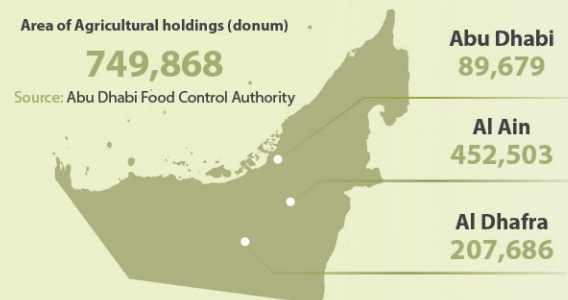 Area of Agricultural holdings (donum)
749,868
Source: Abu Dhabi Food Control Authority
Abu Dhabi
89,679
Al Ain
452,503
Al Dhafra
207,686